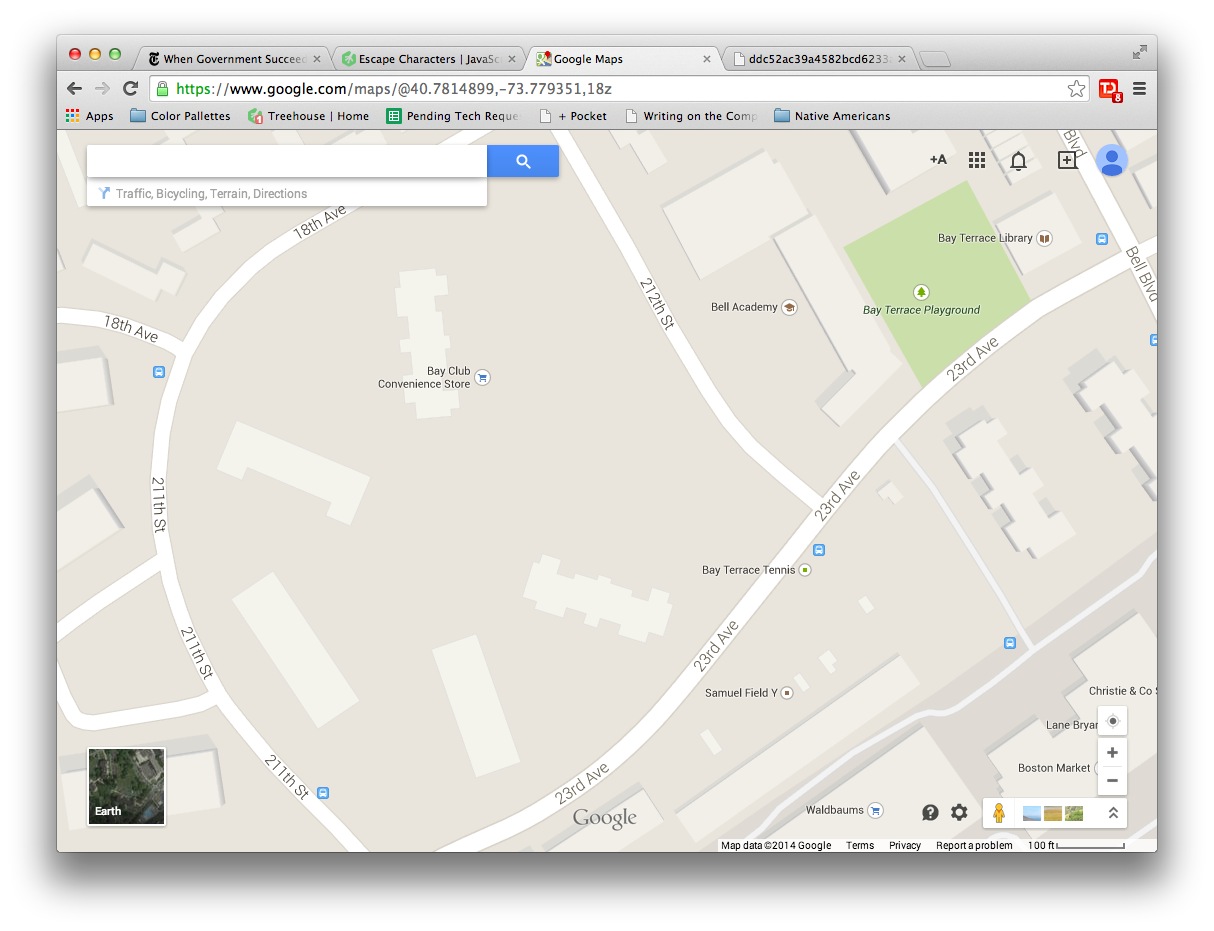 When Government Succeed
Escape Characters | JavaSc
Google Maps
ddc52ac39a4582bcd6233
https://www.google.com/maps/@40.7814899,-73.779351,18z
8
Apps
Color Pallettes
Treehouse | Home
Pending Tech Reque
+ Pocket
Writing on the Comp
Native Americans
+A
Traffic, Bicycling, Terrain, Directions
Blvd
18th Ave
Bay Terrace Library
Bell Blvd
212th St
Bell Academy
Bay Terrace Playground
18th Ave
23rd Ave
Bay Club
Convenience Store
211th St
23rd Ave
Bay Terrace Tennis
211th St
23rd Ave
Samuel Field Y
Christie & Co
Lane Bryan
211th St
23rd Ave
Boston Market
Earth
Google
Waldbaums
Map data ©2014 Google
Terms
Privacy
Report a problem
100 ft